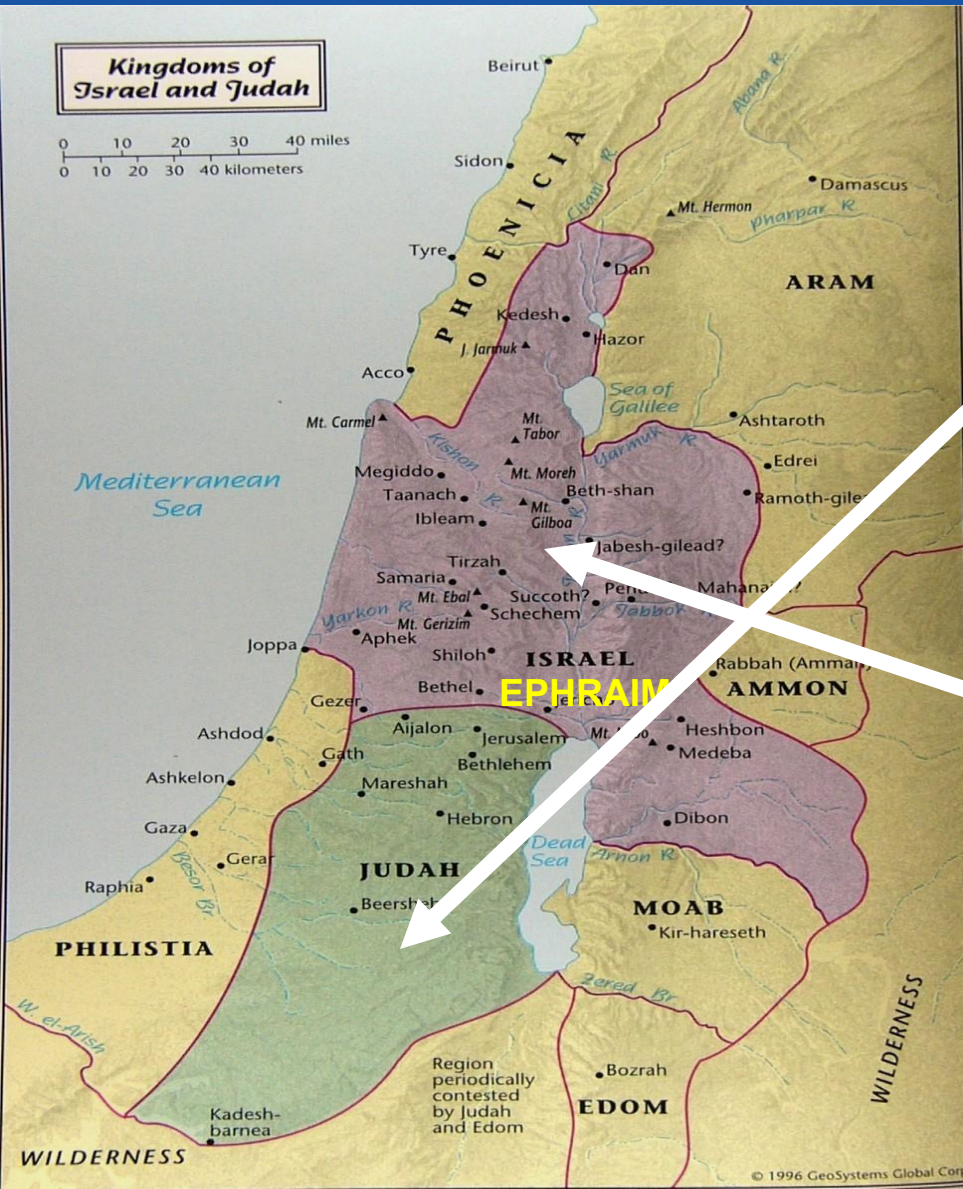 Kingdoms of
Israel and Judah
0 10 20 30 40 miles
0 10 20 30 40 kilometers
Beirut
Abana R
Sidon
PHOENICIA
Litani R
Damascus
Mt. Hermon
Pharpar R
Tyre
Dan
ARAM
Kedesh
Hazor
J. Jarmuk
Acco
Sea of
Galilee
Mt. Carmel
Mt.
Tabor
Ashtaroth
Kishon
R
Yarmuk R
Mediterranean
Sea
Megiddo
Mt. Moreh
Edrei
Taanach
Beth-shan
Ibleam
Mt.
Gilboa
Jabesh-gilead?
Tirzah
Samaria
Mt. Ebal
Succoth?
Jabbok
Yarkon R
Schechem
Mt. Gerizim
Aphek
Joppa
Shiloh
ISRAEL
Rabbah
AMMON
Bethel
EPHRAIM
Gezer
Aijalon
Heshbon
Ashdod
Jerusalem
Mt.
Medeba
Gath
Bethlehem
Ashkelon
Mareshah
Hebron
Dibon
Gaza
Dead
Sea
Arnon R
Gerar
Besor Br
JUDAH
Raphia
MOAB
Kir-hareseth
PHILISTIA
Zered Br
W. el-Arish
WILDERNESS
Region
periodically
contested
by Judah
and Edom
Bozrah
EDOM
Kadesh-
barnea
WILDERNESS
© 1996 GeoSystems Global